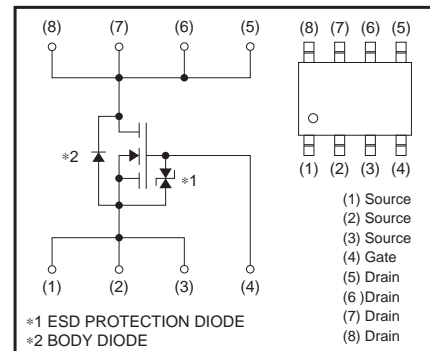 (8) (7) (6) (5)
*2
*1
(1) (2) (3) (4)
*1 ESD PROTECTION DIODE
*2 BODY DIODE
(8) (7) (6) (5)
(1) (2) (3) (4)
(1) Source
(2) Source
(3) Source
(4) Gate
(5) Drain
(6 )Drain
(7) Drain
(8) Drain